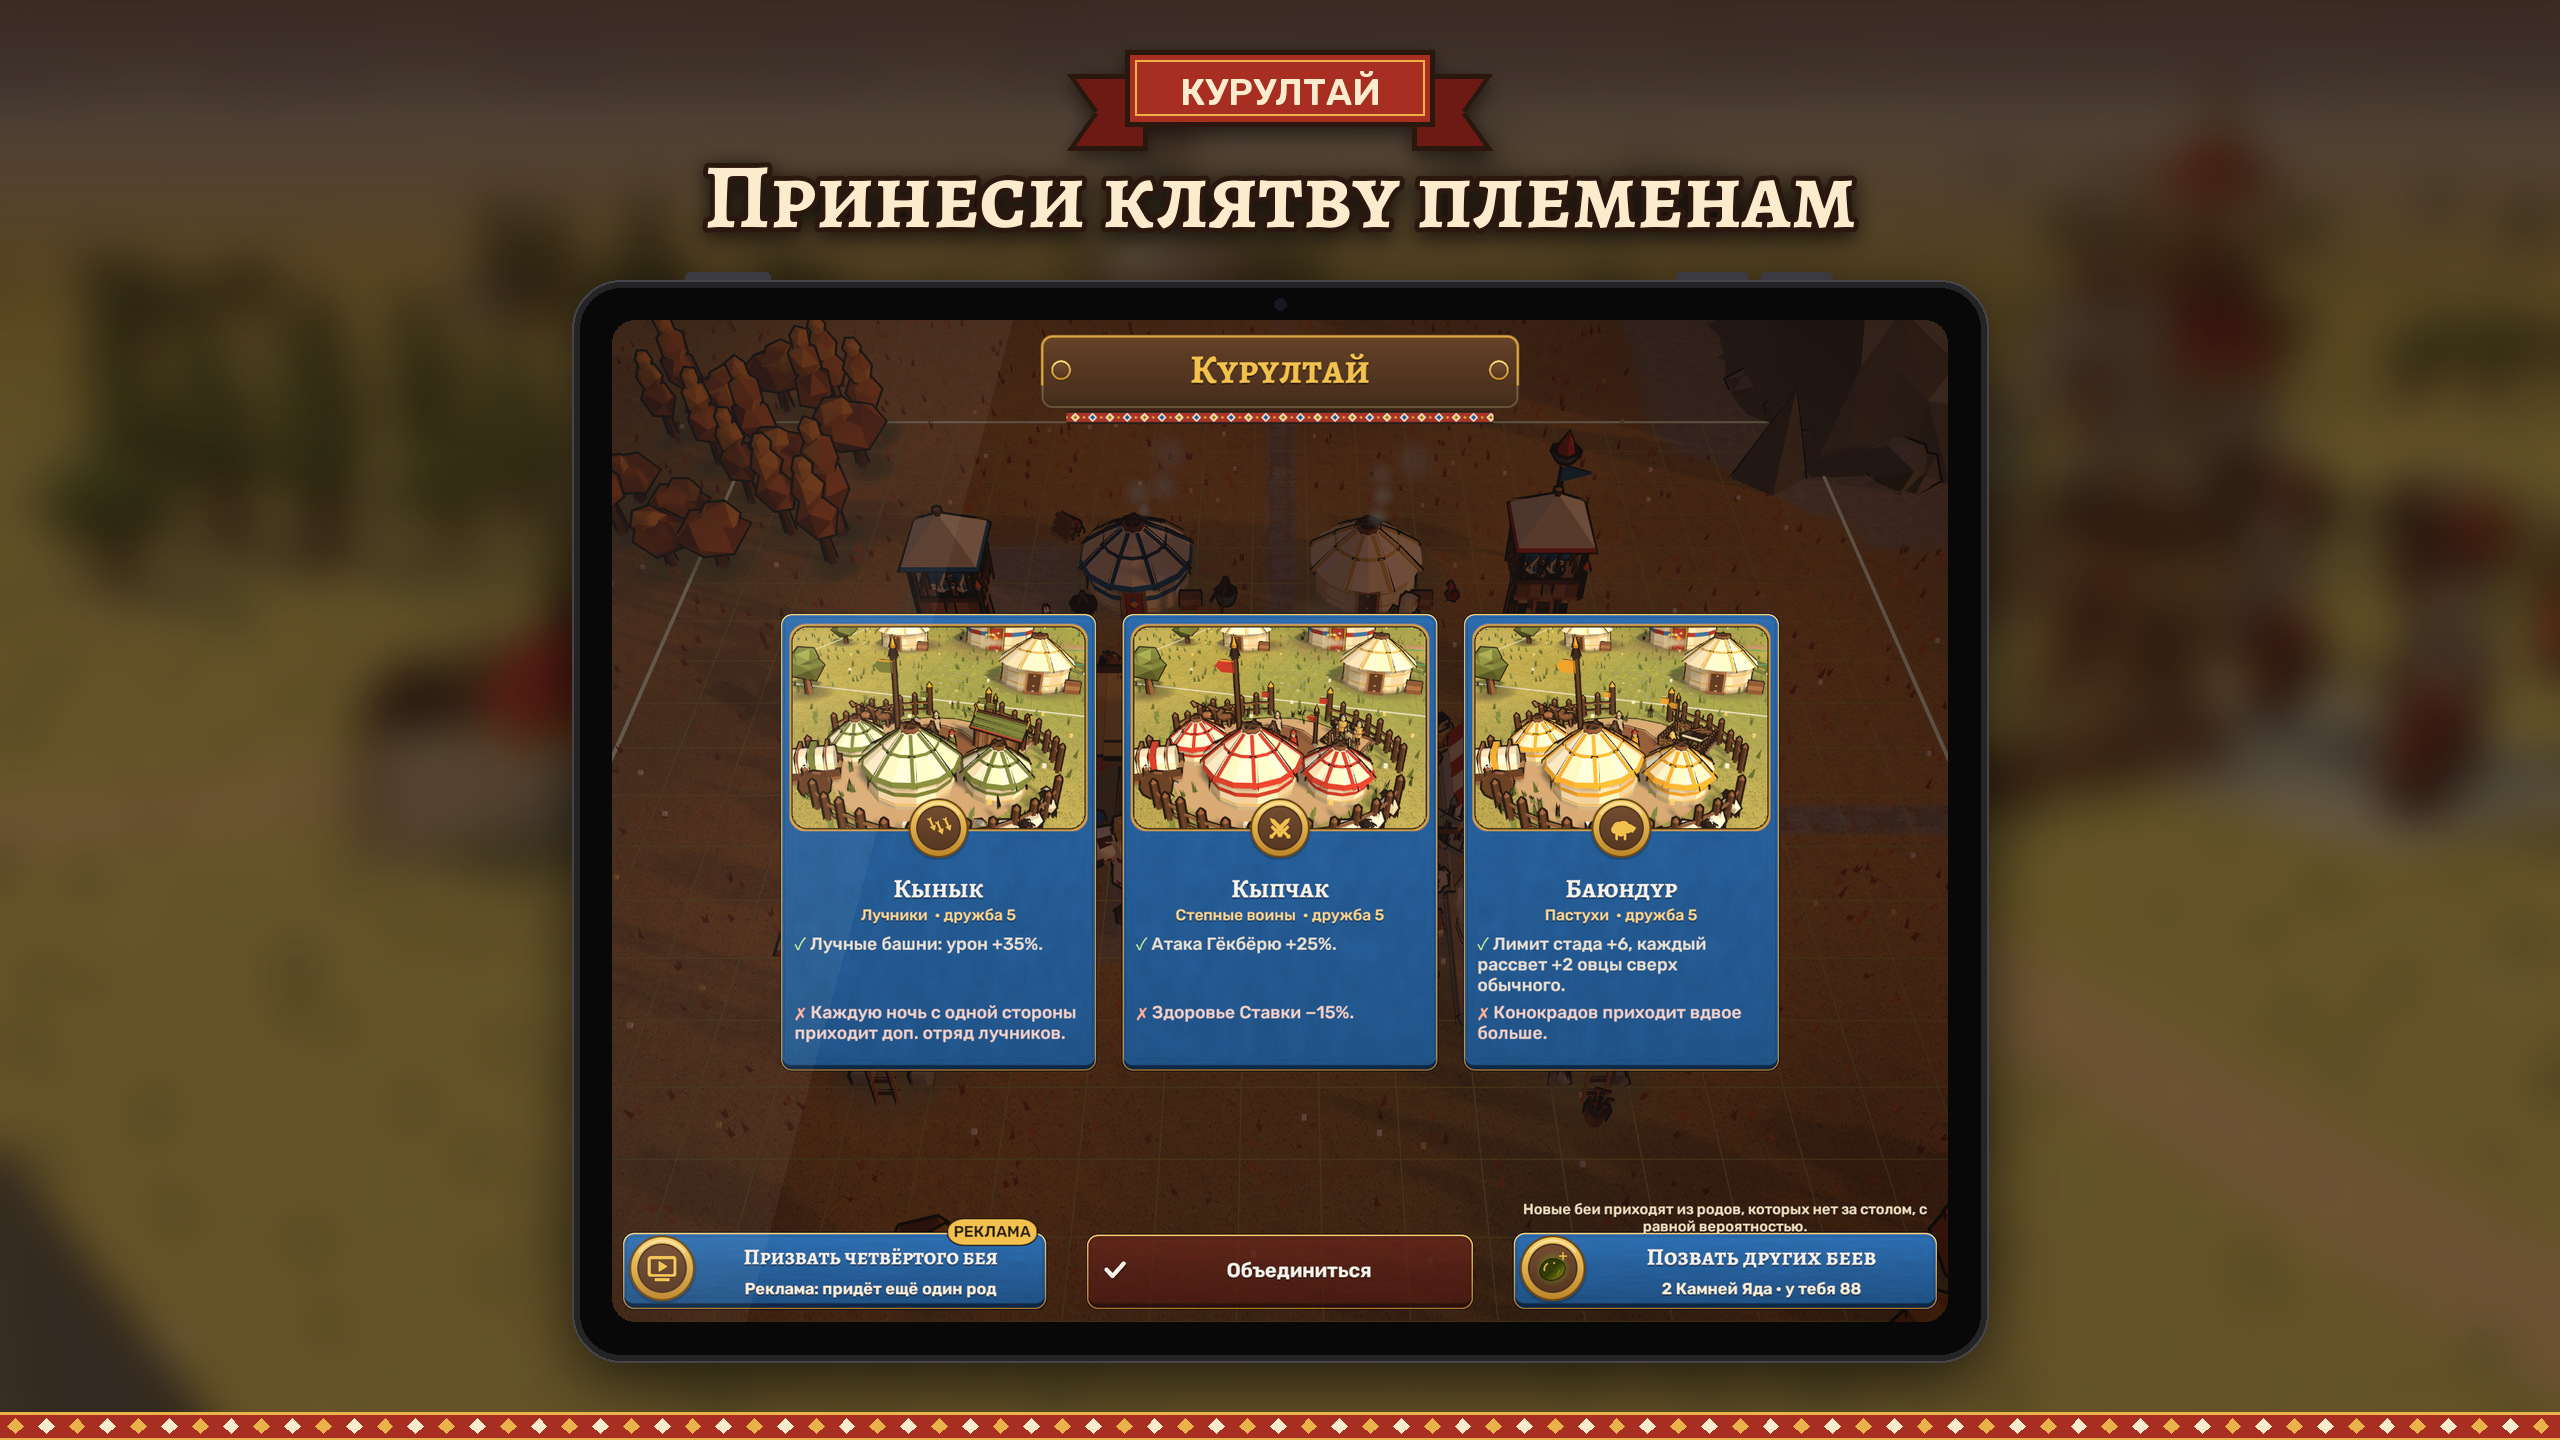 КУРУЛТАЙ
Принеси клятву племенам
Курултай
Кынык
Лучники • дружба 5
✓ Лучные башни: урон +35%.
✗ Каждую ночь с одной стороны
приходит доп. отряд лучников.
Кыпчак
Степные воины • дружба 5
✓ Атака Гёкбёрю +25%.
✗ Здоровье Ставки −15%.
Баюндур
Пастухи • дружба 5
✓ Лимит стада +6, каждый
рассвет +2 овцы сверх
обычного.
✗ Конокрадов приходит вдвое
больше.
РЕКЛАМА
Призвать четвёртого бея
Реклама: придёт ещё один род
Объединиться
Новые беи приходят из родов, которых нет за столом, с
равной вероятностью.
Позвать других беев
2 Камней Яда • у тебя 88